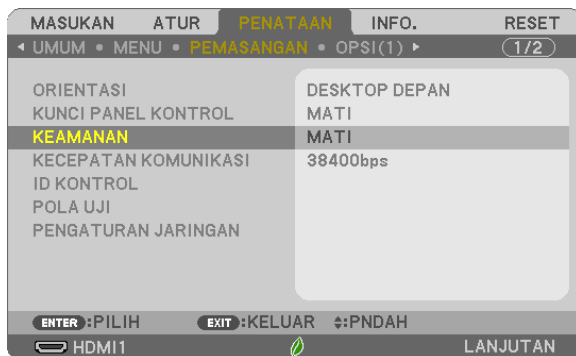 MASUKAN ATUR PENATAAN INFO. RESET
UMUM • MENU • PEMASANGAN • OPSI(1) 1/2
ORIENTASI DESKTOP DEPAN
KUNCI PANEL KONTROL MATI
KEAMANAN MATI
KECEPATAN KOMUNIKASI 38400bps
ID KONTROL
POLA UJI
PENGATURAN JARINGAN
ENTER :PILIH EXIT :KELUAR :PNDAH
HDMI1 LANJUTAN